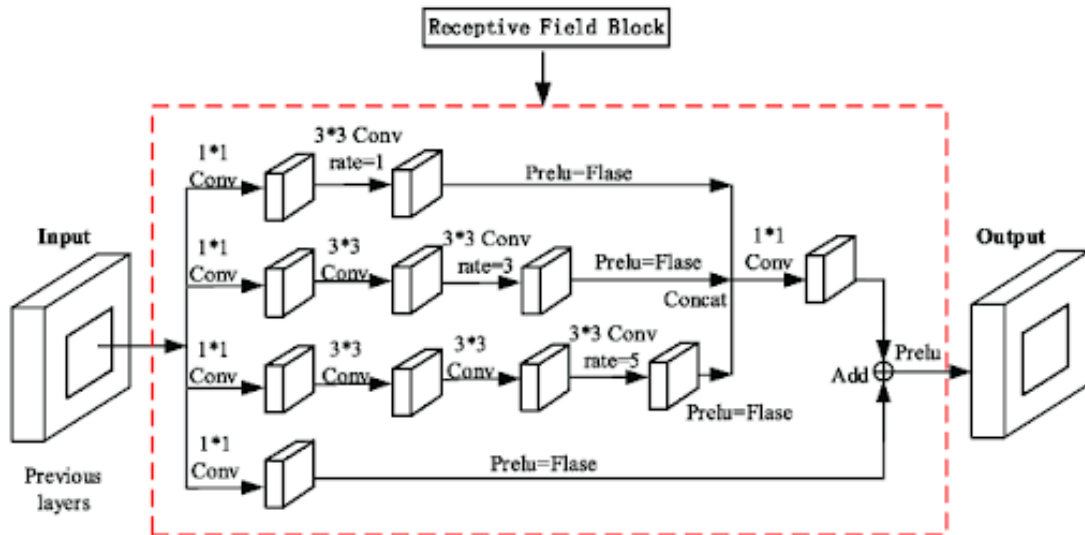 Receptive Field Block
1*1
Conv
3*3 Conv
rate=1
Prelu=Flase
Input
1*1
Conv
3*3
Conv
3*3 Conv
rate=3
Prelu=Flase
Concat
1*1
Conv
Output
1*1
Conv
3*3
Conv
3*3
Conv
3*3 Conv
rate=5
Prelu=Flase
Add
Prelu
1*1
Conv
Prelu=Flase
Previous
layers